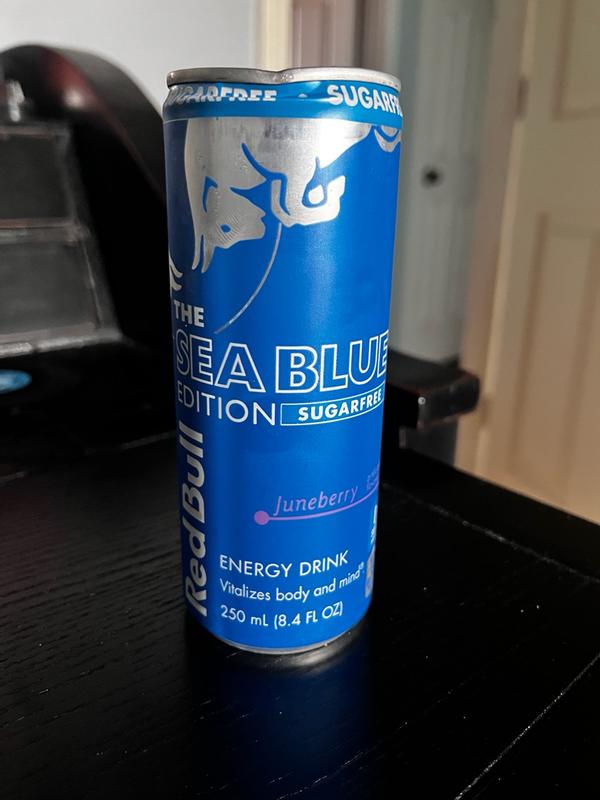 SUGARFREE SUGARFR
THE
SEA BLUE
EDITION SUGARFREE
Red Bull
Juneberry
ENERGY DRINK
Vitalizes body and mind®
250 mL (8.4 FL OZ)